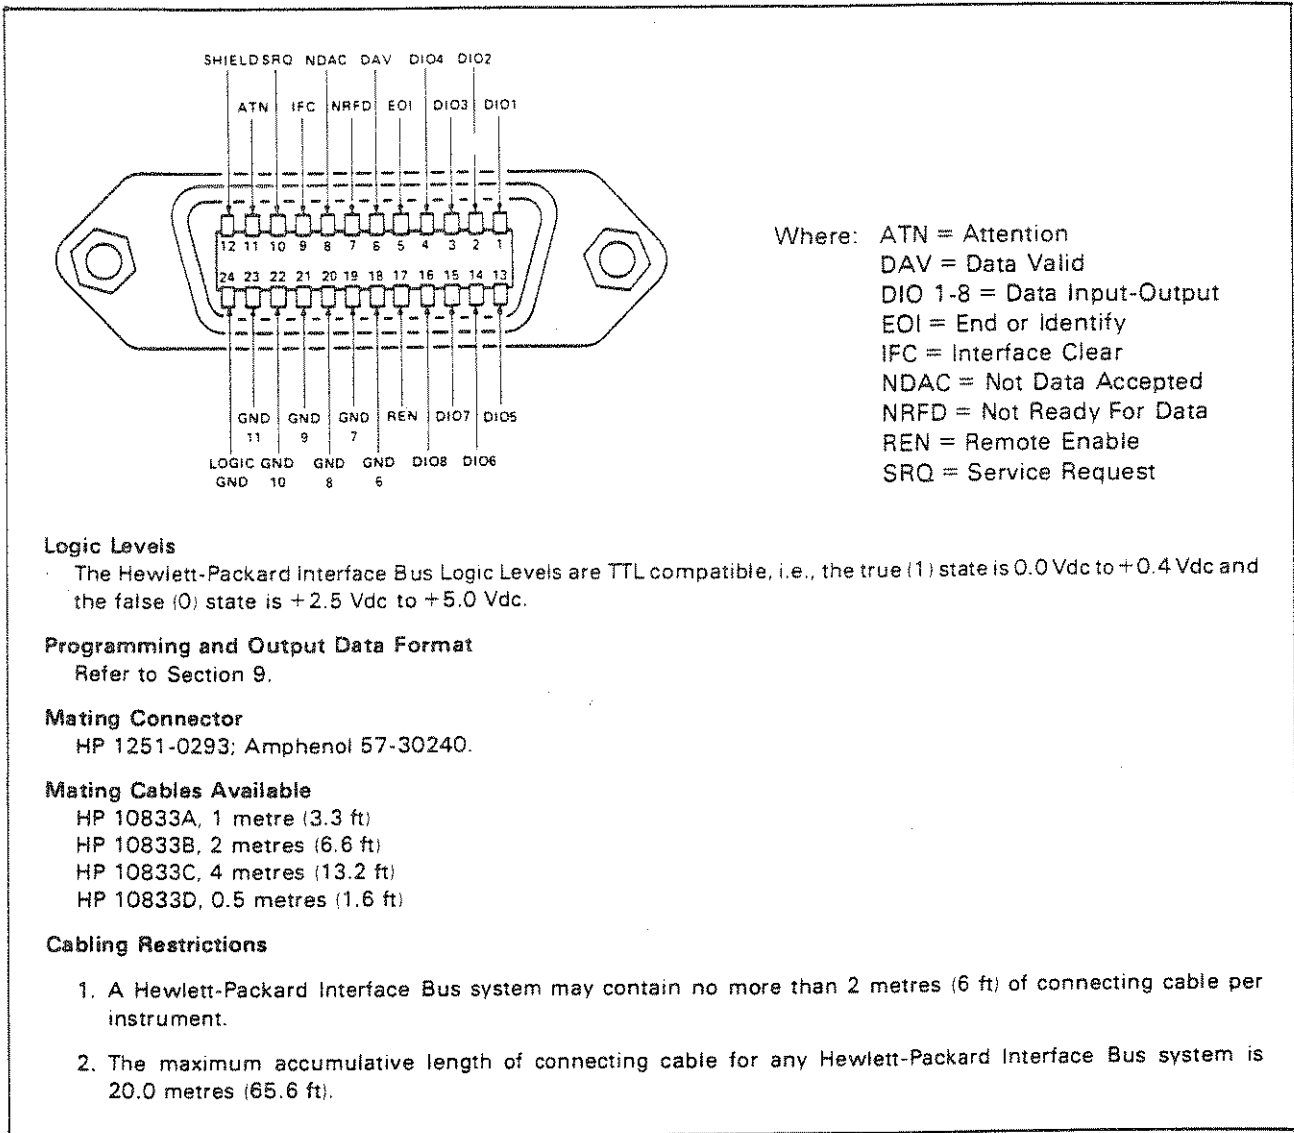 SHIELD SRQ NDAC DAV DIO4 DIO2
ATN IFC NRFD EOI DIO3 DIO1
12 11 10 9 8 7 6 5 4 3 2 1
24 23 22 21 20 19 18 17 16 15 14 13
GND GND GND REN DIO7 DIO5
11 9 7
LOGIC GND GND GND DIO8 DIO6
GND 10 8 6
Where: ATN = Attention
DAV = Data Valid
DIO 1-8 = Data Input-Output
EOI = End or Identify
IFC = Interface Clear
NDAC = Not Data Accepted
NRFD = Not Ready For Data
REN = Remote Enable
SRQ = Service Request
Logic Levels
The Hewlett-Packard Interface Bus Logic Levels are TTL compatible, i.e., the true (1) state is 0.0 Vdc to +0.4 Vdc and
the false (0) state is +2.5 Vdc to +5.0 Vdc.
Programming and Output Data Format
Refer to Section 9.
Mating Connector
HP 1251-0293; Amphenol 57-30240.
Mating Cables Available
HP 10833A, 1 metre (3.3 ft)
HP 10833B, 2 metres (6.6 ft)
HP 10833C, 4 metres (13.2 ft)
HP 10833D, 0.5 metres (1.6 ft)
Cabling Restrictions
1. A Hewlett-Packard Interface Bus system may contain no more than 2 metres (6 ft) of connecting cable per
instrument.
2. The maximum accumulative length of connecting cable for any Hewlett-Packard Interface Bus system is
20.0 metres (65.6 ft).